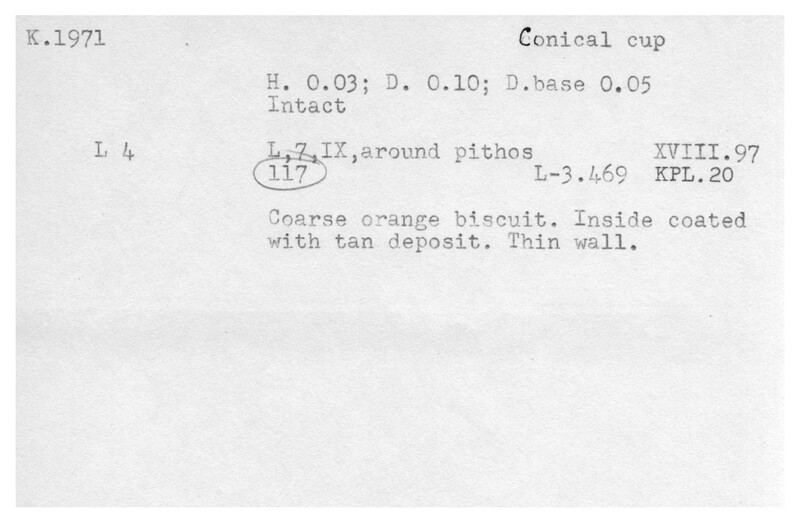 K.1971 Conical cup
H. 0.03; D. 0.10; D.base 0.05
Intact
L 4 L,7,IX,around pithos XVIII.97
117 L-3.469 KPL.20
Coarse orange biscuit. Inside coated
with tan deposit. Thin wall.